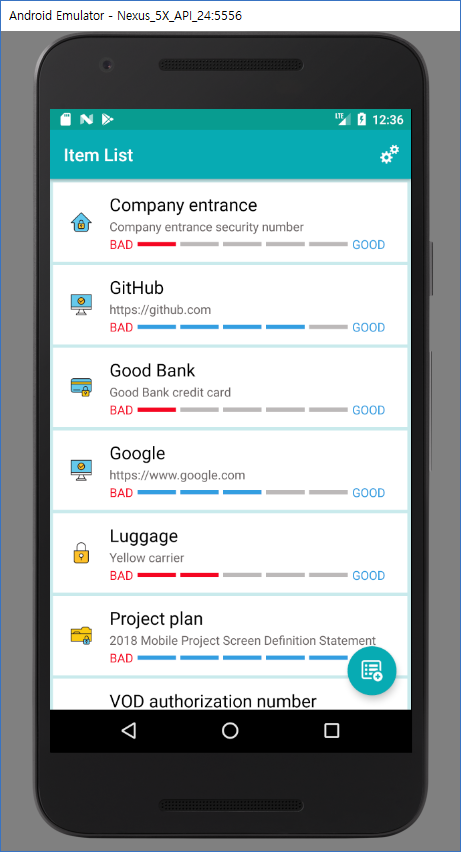 Android Emulator - Nexus_5X_API_24:5556
LTE 12:36
Item List
Company entrance
Company entrance security number
BAD GOOD
GitHub
https://github.com
BAD GOOD
Good Bank
Good Bank credit card
BAD GOOD
Google
https://www.google.com
BAD GOOD
Luggage
Yellow carrier
BAD GOOD
Project plan
2018 Mobile Project Screen Definition Statement
BAD
VOD authorization number